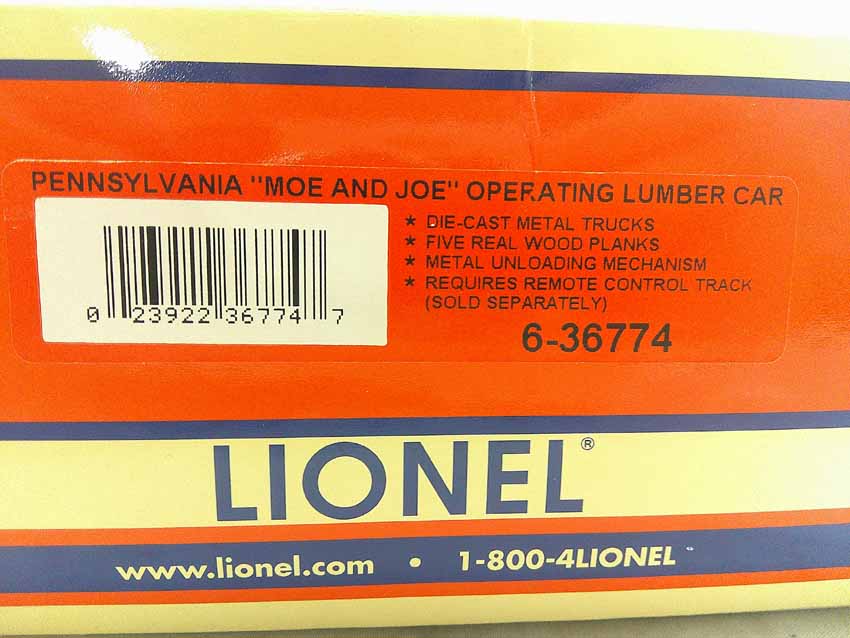 PENNSYLVANIA "MOE AND JOE" OPERATING LUMBER CAR
* DIE-CAST METAL TRUCKS
* FIVE REAL WOOD PLANKS
* METAL UNLOADING MECHANISM
* REQUIRES REMOTE CONTROL TRACK
(SOLD SEPARATELY)
0 23922 36774 7
6-36774
LIONEL®
www.lionel.com • 1-800-4LIONEL